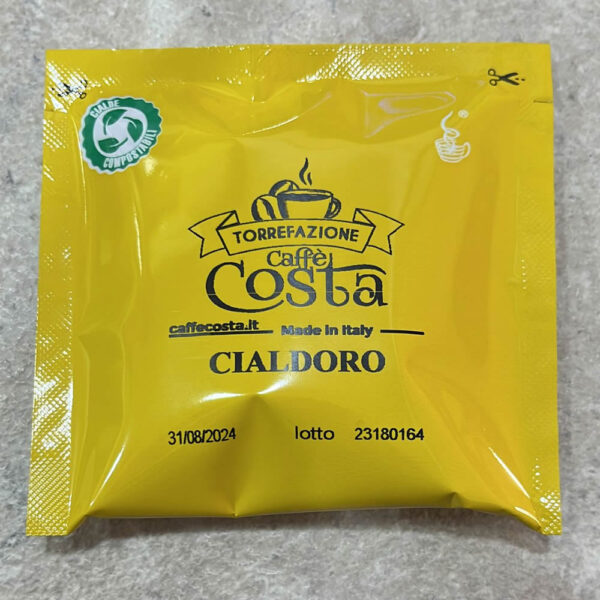 CIALDE
COMPOSTABILI
®
TORREFAZIONE
Caffè
Costa
caffecosta.it
Made in Italy
CIALDORO
31/08/2024 lotto 23180164